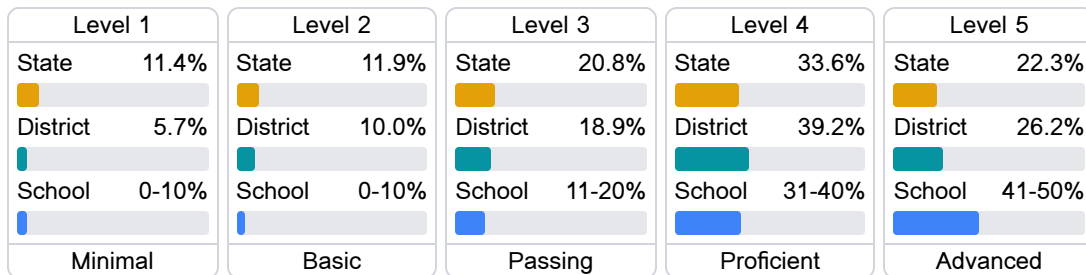 Level 1
State 11.4%
District 5.7%
School 0-10%
Minimal
Level 2
State 11.9%
District 10.0%
School 0-10%
Basic
Level 3
State 20.8%
District 18.9%
School 11-20%
Passing
Level 4
State 33.6%
District 39.2%
School 31-40%
Proficient
Level 5
State 22.3%
District 26.2%
School 41-50%
Advanced